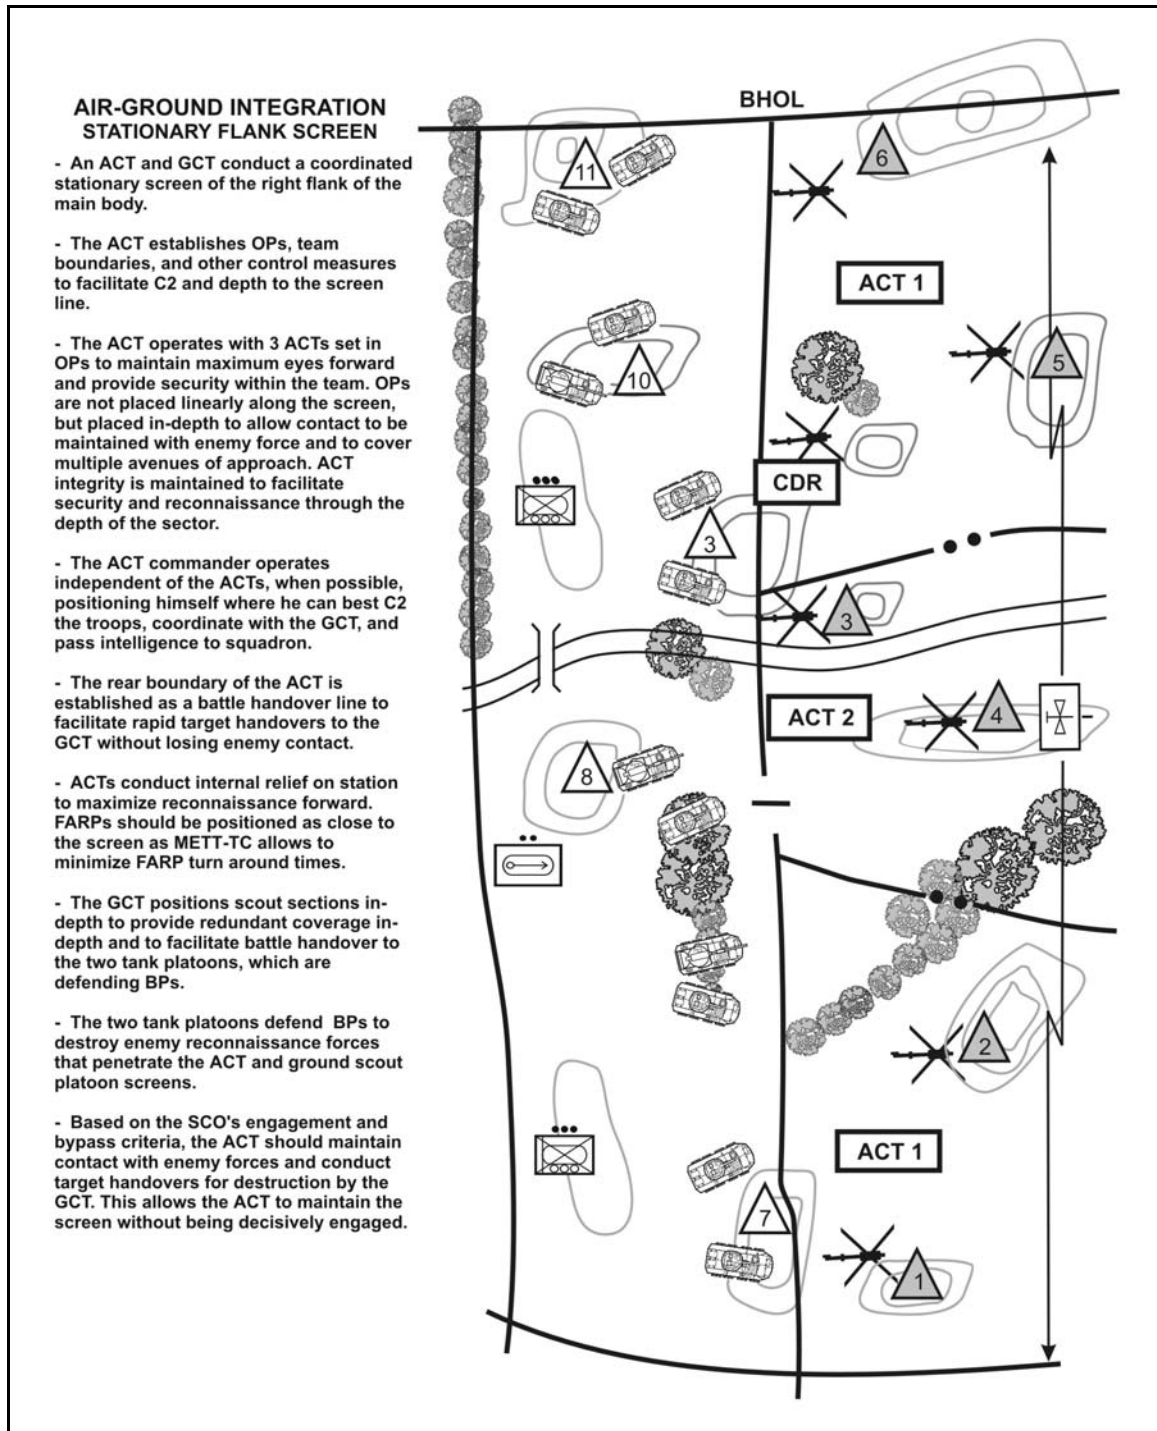 AIR-GROUND INTEGRATION
STATIONARY FLANK SCREEN
- An ACT and GCT conduct a coordinated
stationary screen of the right flank of the
main body.
- The ACT establishes OPs, team
boundaries, and other control measures
to facilitate C2 and depth to the screen
line.
- The ACT operates with 3 ACTs set in
OPs to maintain maximum eyes forward
and provide security within the team. OPs
are not placed linearly along the screen,
but placed in-depth to allow contact to be
maintained with enemy force and to cover
multiple avenues of approach. ACT
integrity is maintained to facilitate
security and reconnaissance through the
depth of the sector.
- The ACT commander operates
independent of the ACTs, when possible,
positioning himself where he can best C2
the troops, coordinate with the GCT, and
pass intelligence to squadron.
- The rear boundary of the ACT is
established as a battle handover line to
facilitate rapid target handovers to the
GCT without losing enemy contact.
- ACTs conduct internal relief on station
to maximize reconnaissance forward.
FARPs should be positioned as close to
the screen as METT-TC allows to
minimize FARP turn around times.
- The GCT positions scout sections in-
depth to provide redundant coverage in-
depth and to facilitate battle handover to
the two tank platoons, which are
defending BPs.
- The two tank platoons defend BPs to
destroy enemy reconnaissance forces
that penetrate the ACT and ground scout
platoon screens.
- Based on the SCO's engagement and
bypass criteria, the ACT should maintain
contact with enemy forces and conduct
target handovers for destruction by the
GCT. This allows the ACT to maintain the
screen without being decisively engaged.
BHOL
11
6
ACT 1
10
5
CDR
3
3
ACT 2
4
8
2
ACT 1
7
1